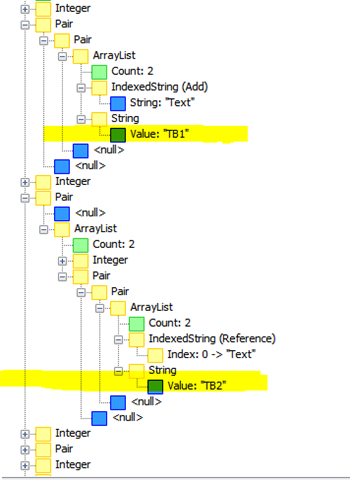 Integer
Pair
Pair
ArrayList
Count: 2
IndexedString (Add)
String: "Text"
String
Value: "TB1"
<null>
<null>
Integer
Pair
<null>
ArrayList
Count: 2
Integer
Pair
Pair
ArrayList
Count: 2
IndexedString (Reference)
Index: 0 -> "Text"
String
Value: "TB2"
<null>
<null>
Integer
Pair
Integer